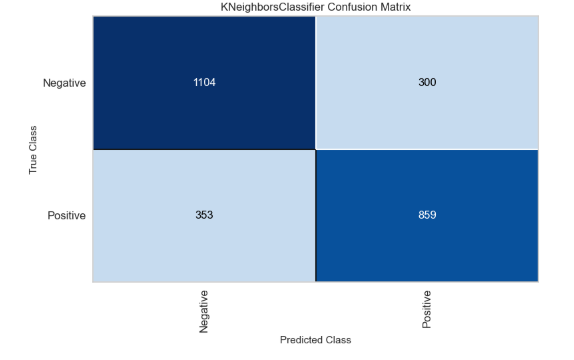 KNeighborsClassifier Confusion Matrix
Negative
1104
300
True Class
Positive
353
859
Negative
Positive
Predicted Class